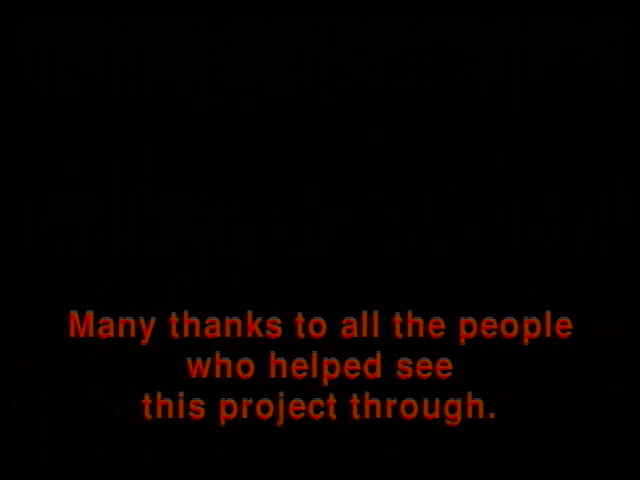 Many thanks to all the people
who helped see
this project through.